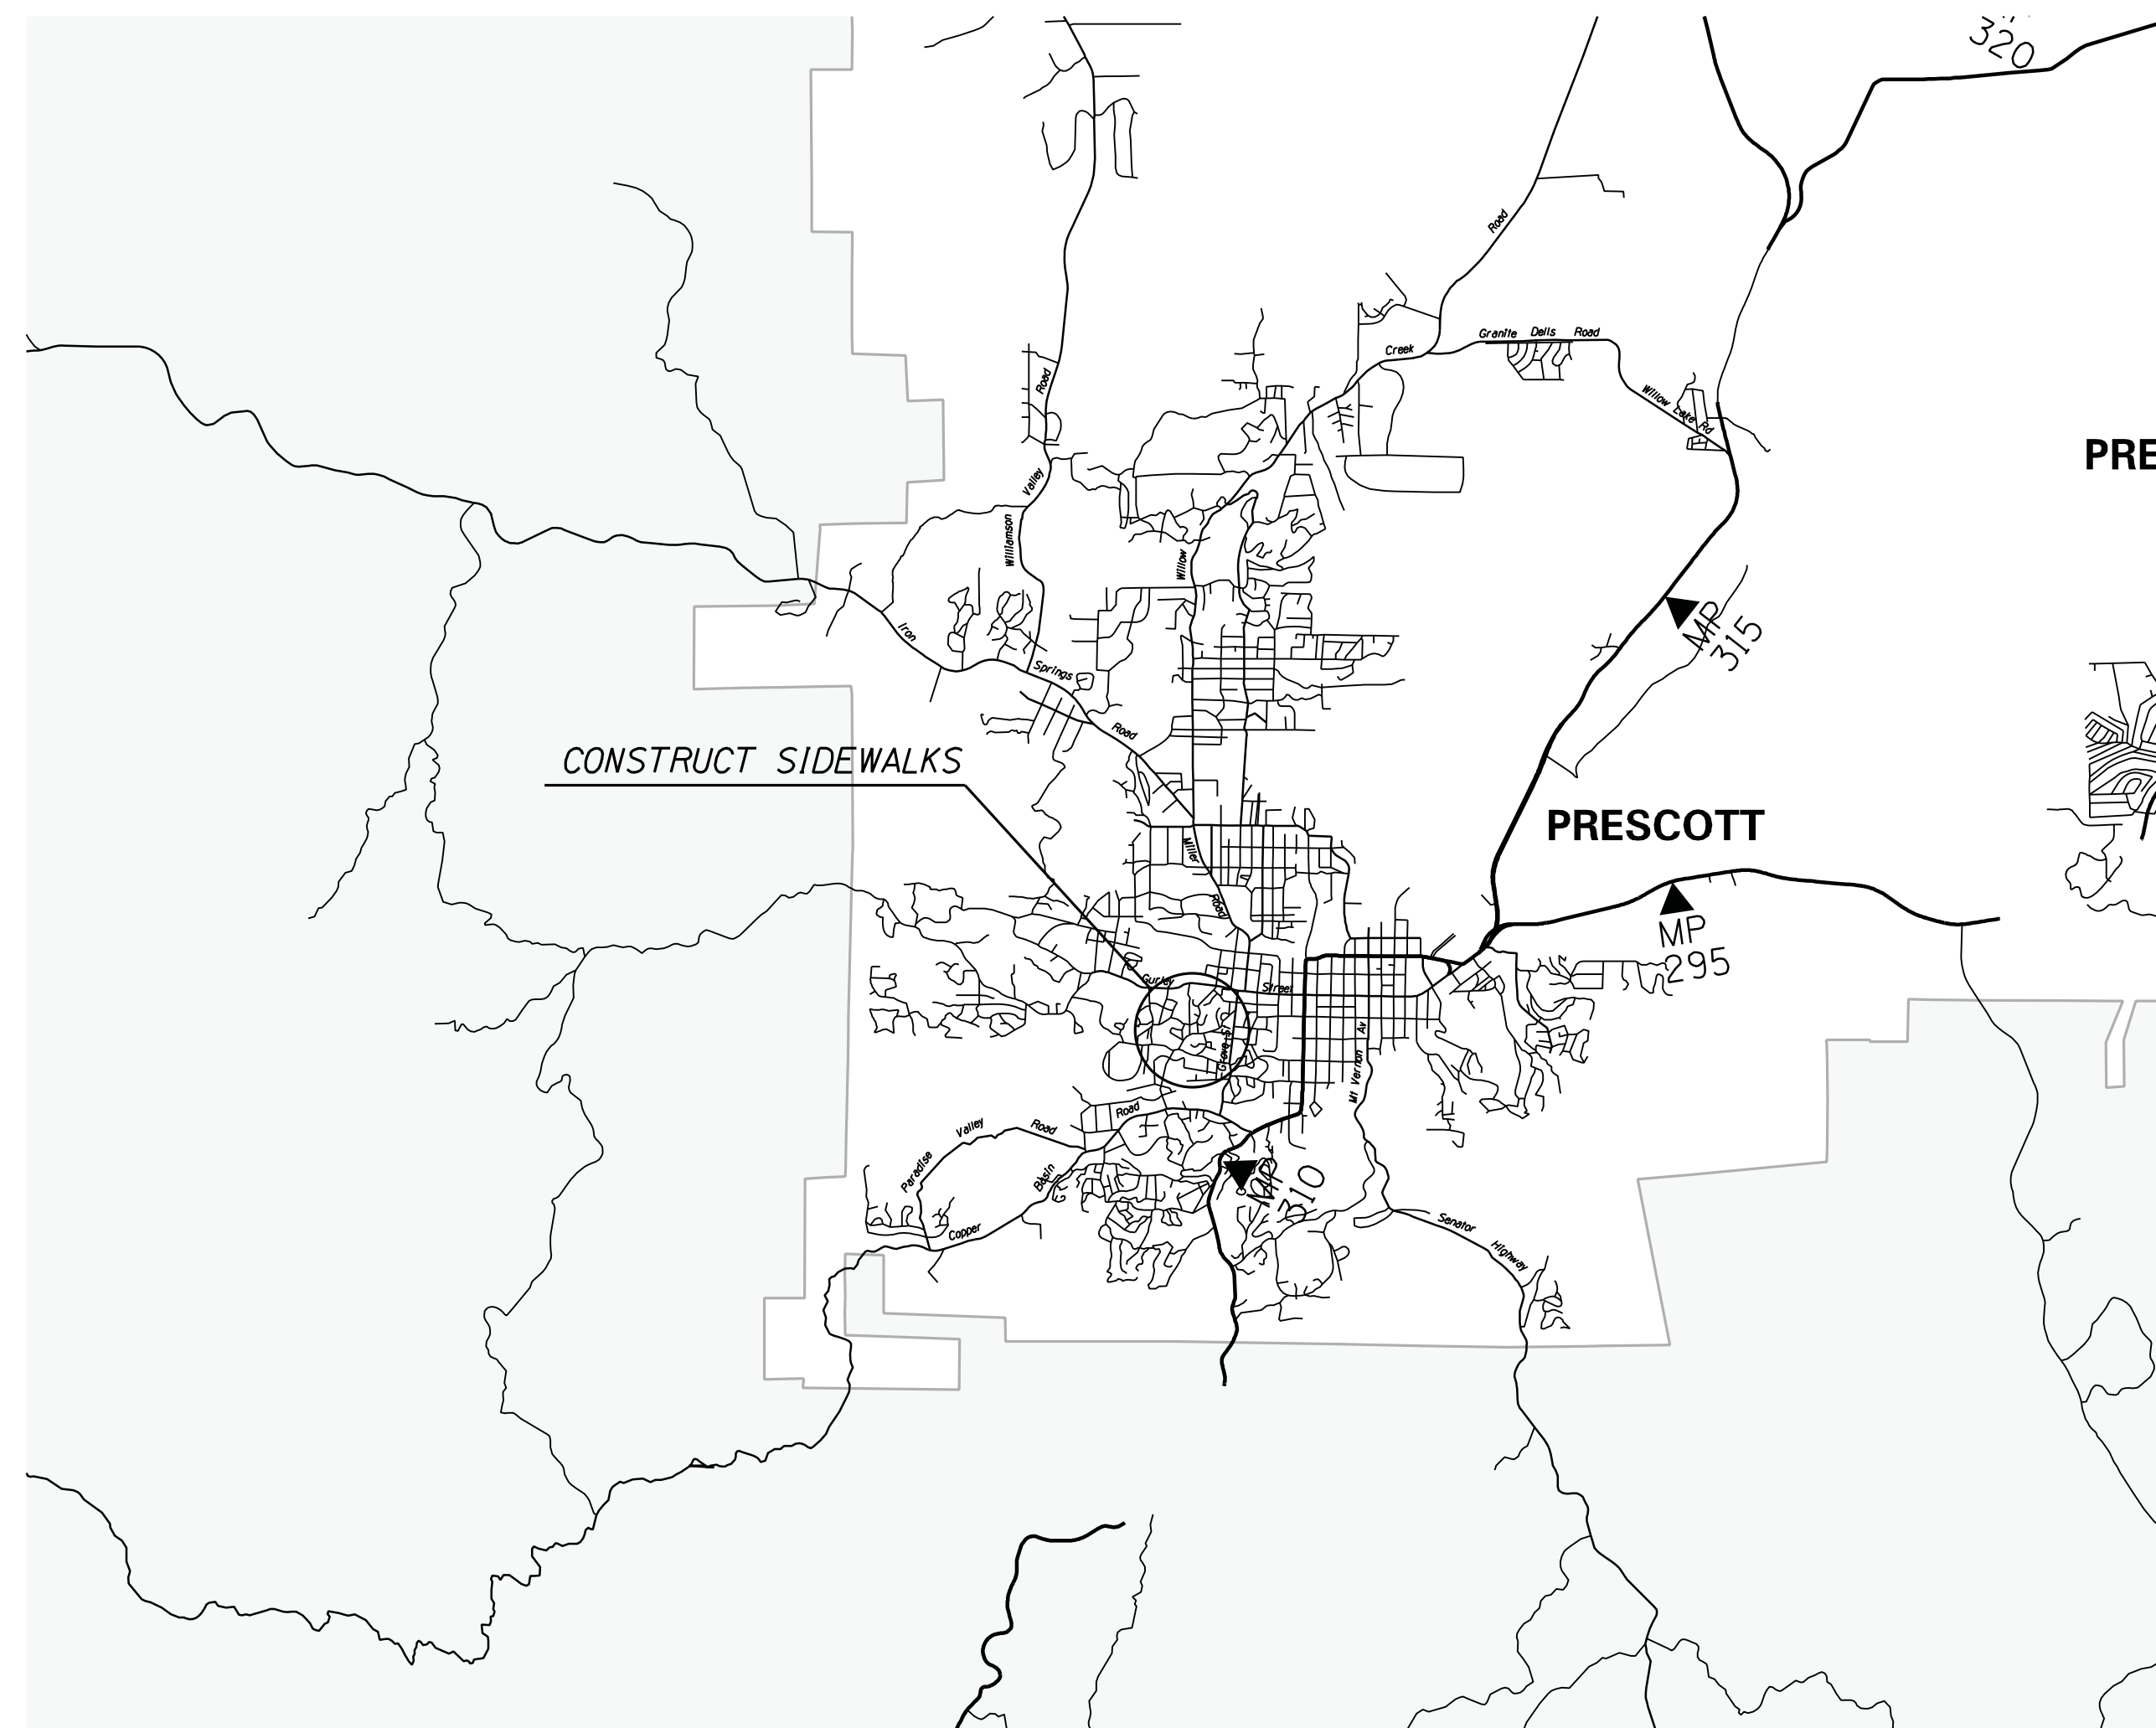 320
Road
Granite Dells Road
Creek
Road
Willow Lake Rd
PRE
Valley
Williamson
Willow
MP
315
Iron
Springs
Road
CONSTRUCT SIDEWALKS
PRESCOTT
Miller
Road
MP
295
Gurley
Street
Grove St
Mt Vernon Av
Road
Valley
Road
Paradise
Basin
MP
310
Copper
Senator
Highway